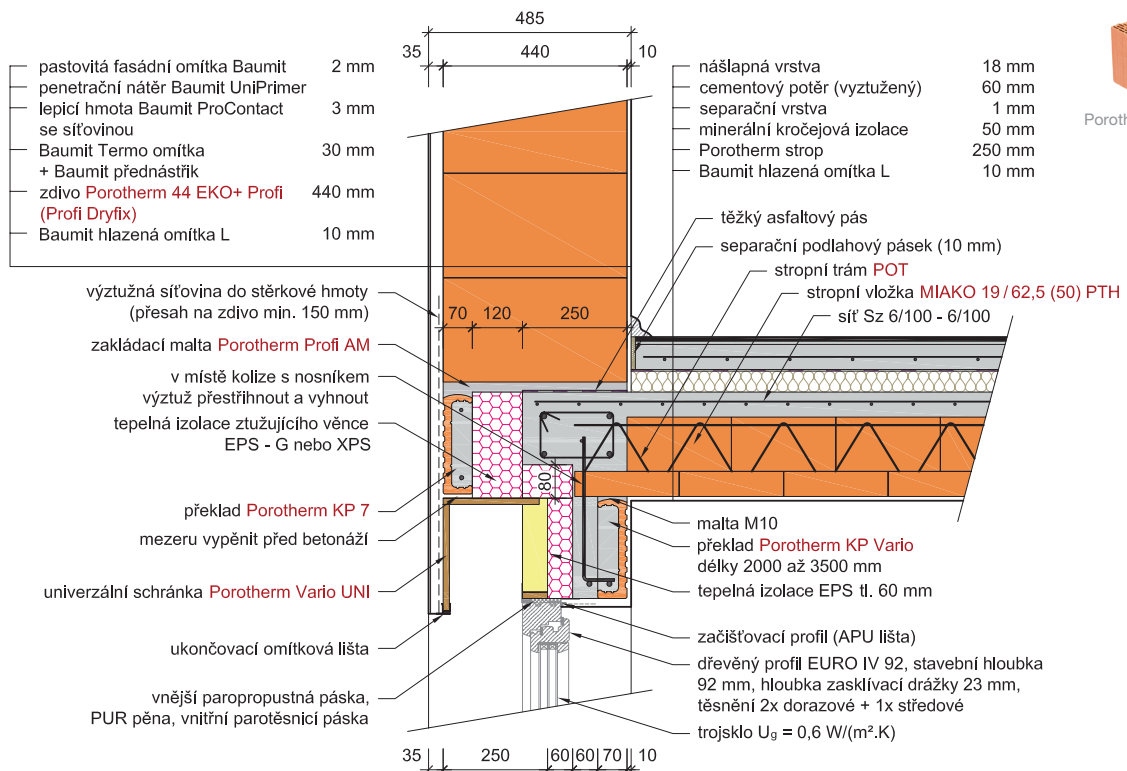 485
35 440 10
pastovitá fasádní omítka Baumit 2 mm
penetrační nátěr Baumit UniPrimer
lepicí hmota Baumit ProContact 3 mm
se síťovinou
Baumit Termo omítka 30 mm
+ Baumit přednástřik
zdivo Porotherm 44 EKO+ Profi 440 mm
(Profi Dryfix)
Baumit hlazená omítka L 10 mm
nášlapná vrstva 18 mm
cementový potěr (vyztužený) 60 mm
separační vrstva 1 mm
minerální kročejová izolace 50 mm
Porotherm strop 250 mm
Baumit hlazená omítka L 10 mm
Poroth
těžký asfaltový pás
separační podlahový pásek (10 mm)
stropní trám POT
stropní vložka MIAKO 19/62,5 (50) PTH
síť Sz 6/100 - 6/100
výztužná síťovina do stěrkové hmoty
(přesah na zdivo min. 150 mm)
70 120 250
zakládací malta Porotherm Profi AM
v místě kolize s nosníkem
výztuž přestřihnout a vyhnout
tepelná izolace ztužujícího věnce
EPS - G nebo XPS
80
překlad Porotherm KP 7
mezeru vypěnit před betonáží
univerzální schránka Porotherm Vario UNI
ukončovací omítková lišta
vnější paropropustná páska,
PUR pěna, vnitřní parotěsnicí páska
malta M10
překlad Porotherm KP Vario
délky 2000 až 3500 mm
tepelná izolace EPS tl. 60 mm
začišťovací profil (APU lišta)
dřevěný profil EURO IV 92, stavební hloubka
92 mm, hloubka zasklívací drážky 23 mm,
těsnění 2x dorazové + 1x středové
trojsklo Ug = 0,6 W/(m².K)
35 250 60 60 70 10